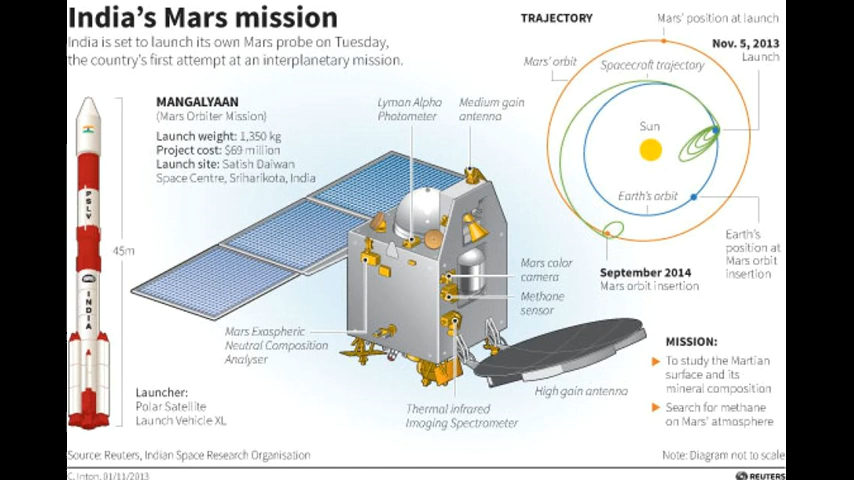 India's Mars mission
India is set to launch its own Mars probe on Tuesday,
the country's first attempt at an interplanetary mission.
MANGALYAAN
(Mars Orbiter Mission)
Launch weight: 1,350 kg
Project cost: $69 million
Launch site: Satish Daiwan
Space Centre, Sriharikota, India
PSLV
INDIA
45m
Launcher:
Polar Satellite
Launch Vehicle XL
Lyman Alpha
Photometer
Medium gain
antenna
Mars color
camera
Methane
sensor
Mars Exospheric
Neutral Composition
Analyser
High gain antenna
Thermal Infrared
Imaging Spectrometer
TRAJECTORY
Mars' position at launch
Nov. 5, 2013
Launch
Mars' orbit
Spacecraft trajectory
Sun
Earth's orbit
Earth's
position at
Mars orbit
insertion
September 2014
Mars orbit insertion
MISSION:
To study the Martian
surface and its
mineral composition
Search for methane
on Mars' atmosphere
Source: Reuters, Indian Space Research Organisation
Note: Diagram not to scale
C. Inton, 01/11/2013
REUTERS